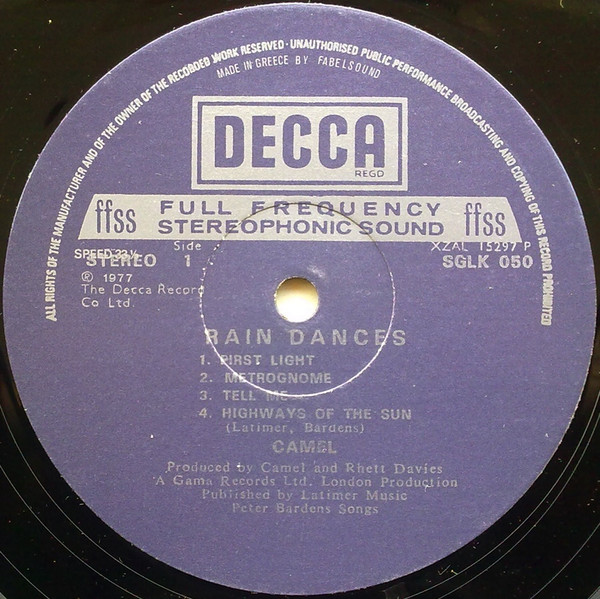 ALL RIGHTS OF THE MANUFACTURER AND OF THE OWNER OF THE RECORDED WORK RESERVED · UNAUTHORISED PUBLIC PERFORMANCE BROADCASTING AND COPYING OF THIS RECORD PROHIBITED
MADE IN GREECE BY FABELSOUND
DECCA
REGD
ffss FULL FREQUENCY STEREOPHONIC SOUND ffss
SPEED 33⅓ Side XZAL 15297 P
STEREO 1 SGLK 050
℗ 1977
The Decca Record
Co Ltd.
RAIN DANCES
1. FIRST LIGHT
2. METROGNOME
3. TELL ME
4. HIGHWAYS OF THE SUN
(Latimer, Bardens)
CAMEL
Produced by Camel and Rhett Davies
'A Gama Records Ltd. London Production
Published by Latimer Music
Peter Bardens Songs